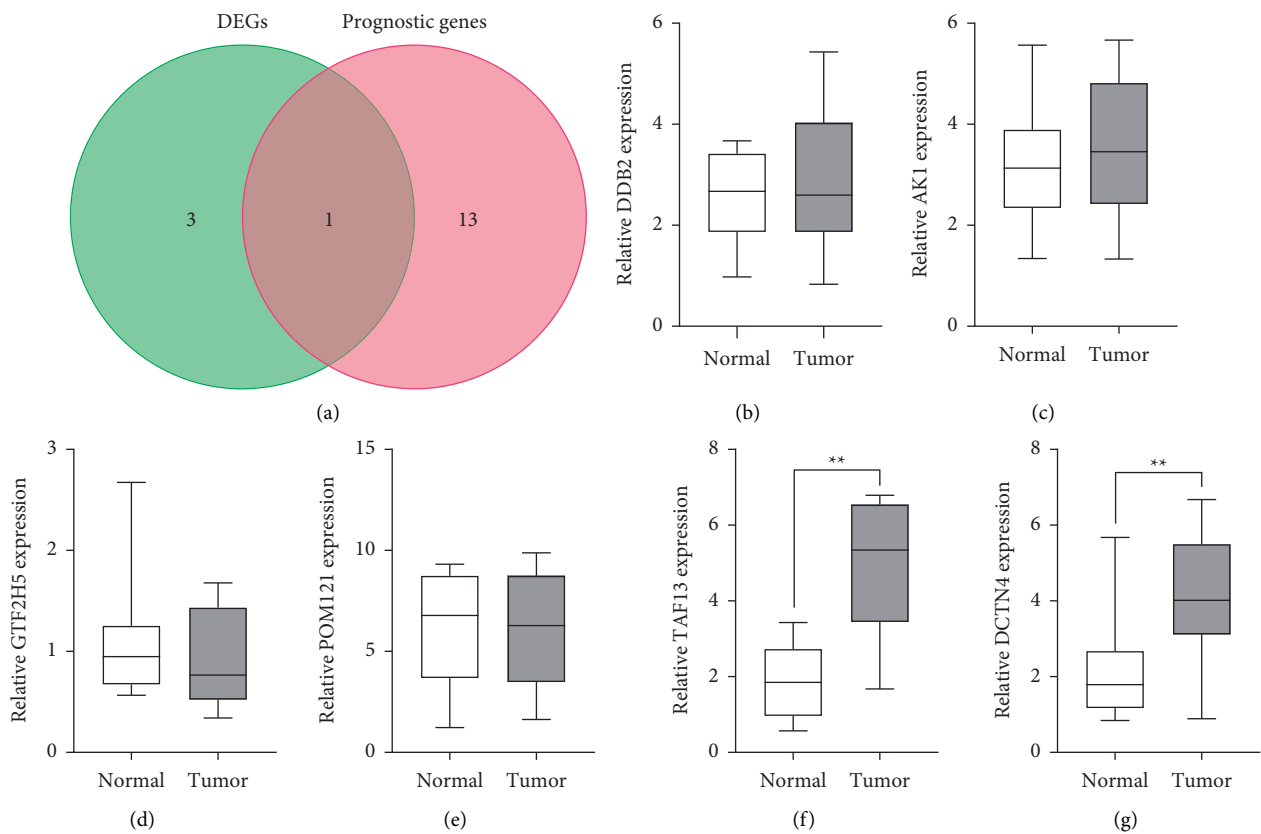 DEGs
Prognostic genes
3
1
13
(a)
Relative DDB2 expression
6
4
2
0
Normal
Tumor
(b)
Relative AK1 expression
6
4
2
0
Normal
Tumor
(c)
Relative GTF2H5 expression
3
2
1
0
Normal
Tumor
(d)
Relative POM121 expression
15
10
5
0
Normal
Tumor
(e)
Relative TAF13 expression
8
6
4
2
0
**
Normal
Tumor
(f)
Relative DCTN4 expression
8
6
4
2
0
**
Normal
Tumor
(g)